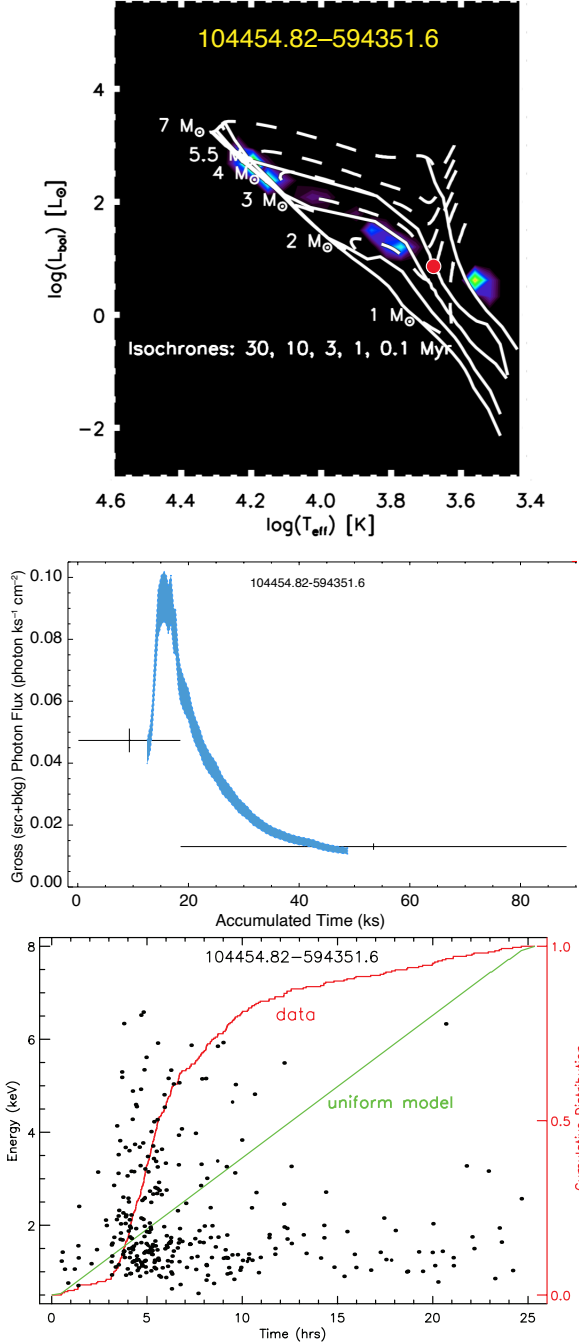 104454.82–594351.6
4
2
0
−2
log(L_bol) [L⊙]
7 M⊙
5.5 M
4 M⊙
3 M⊙
2 M⊙
1 M⊙
Isochrones: 30, 10, 3, 1, 0.1 Myr
4.6 4.4 4.2 4.0 3.8 3.6 3.4
log(T_eff) [K]
104454.82-594351.6
0.10
0.08
0.06
0.04
0.02
0.00
Gross (src+bkg) Photon Flux (photon ks⁻¹ cm⁻²)
0 20 40 60 80
Accumulated Time (ks)
104454.82−594351.6
8
6
4
2
Energy (keV)
data
uniform model
1.0
0.5
0.0
0 5 10 15 20 25
Time (hrs)